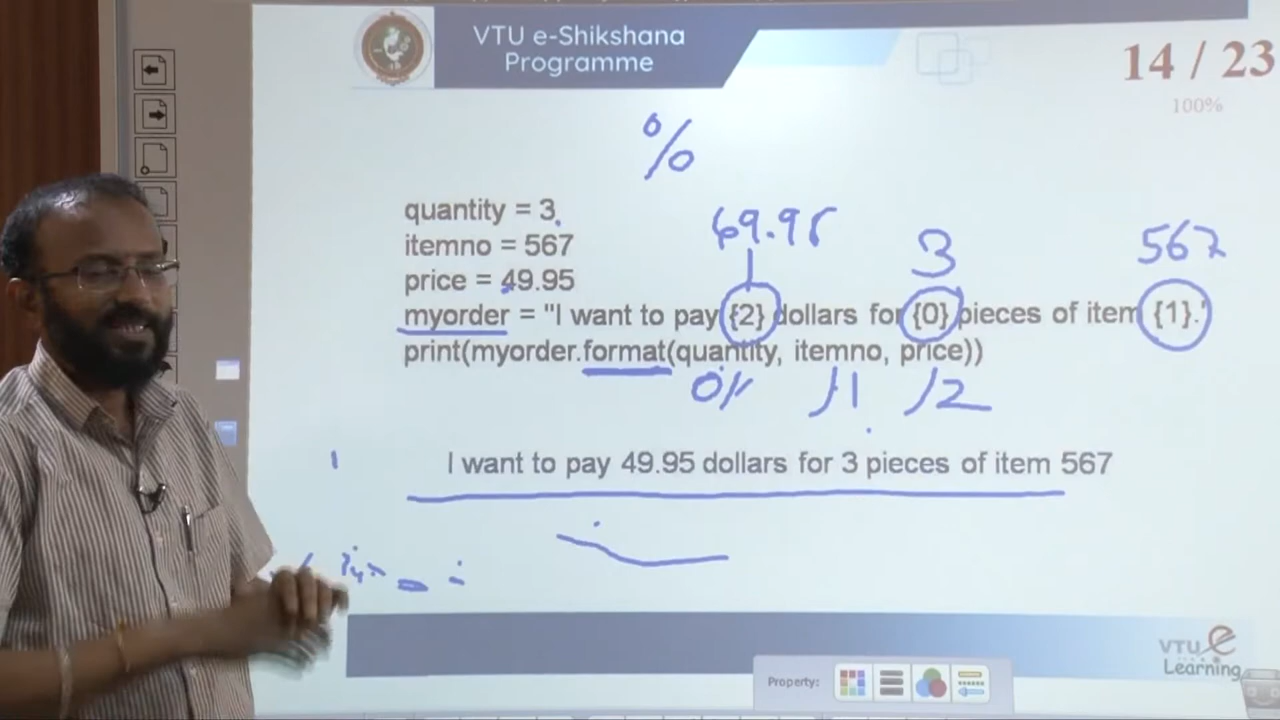 VTU e-Shikshana
Programme
14 / 23
100%
%
quantity = 3
itemno = 567
price = 49.95
69.95
3
567
myorder = "I want to pay {2} dollars for {0} pieces of item {1}."
print(myorder.format(quantity, itemno, price))
0
1
2
I want to pay 49.95 dollars for 3 pieces of item 567
VTU e
Learning
Property: